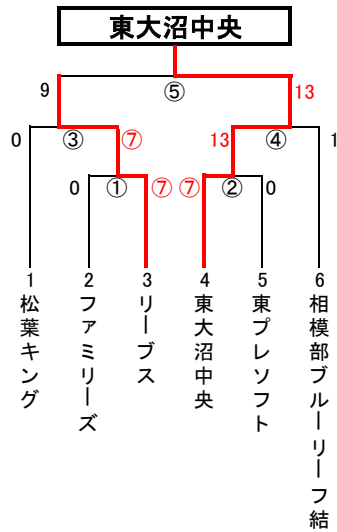 東大沼中央
9 ⑤ 13
0 ③ ⑦ 13 ④ 1
0 ① ⑦ ⑦ ② 0
1 2 3 4 5 6
松葉キング
ファミリーズ
リーブス
東大沼中央
東プレソフト
相模部ブルーリーフ結